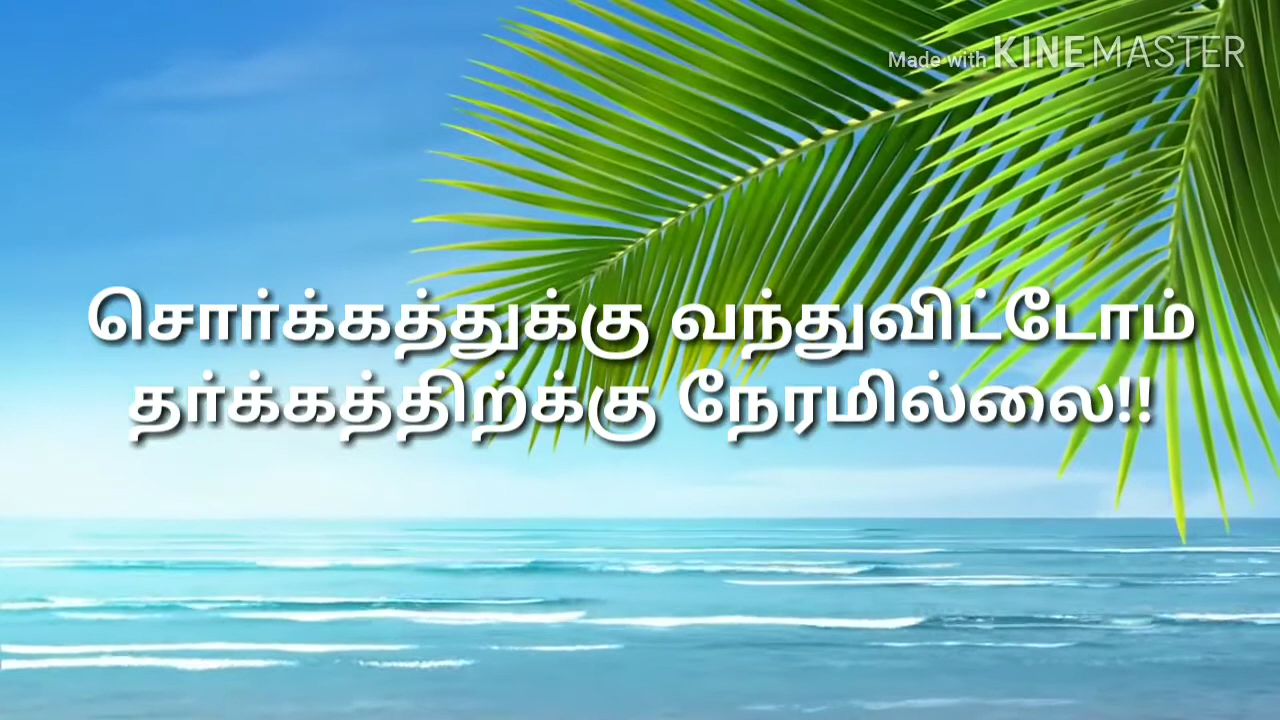 Made with KINEMASTER
சொர்க்கத்துக்கு வந்துவிட்டோம்
தர்க்கத்திற்க்கு நேரமில்லை!!